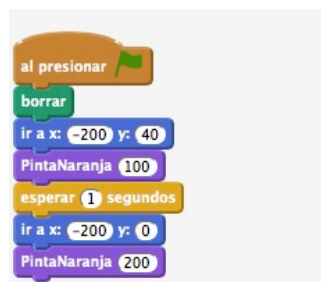 al presionar
borrar
ir a x: -200 y: 40
PintaNaranja 100
esperar 1 segundos
ir a x: -200 y: 0
PintaNaranja 200